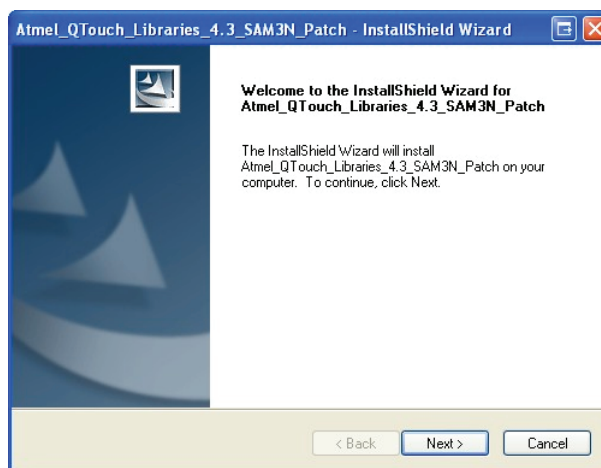 Atmel_QTouch_Libraries_4.3_SAM3N_Patch - InstallShield Wizard
Welcome to the InstallShield Wizard for
Atmel_QTouch_Libraries_4.3_SAM3N_Patch
The InstallShield Wizard will install
Atmel_QTouch_Libraries_4.3_SAM3N_Patch on your
computer. To continue, click Next.
< Back
Next >
Cancel